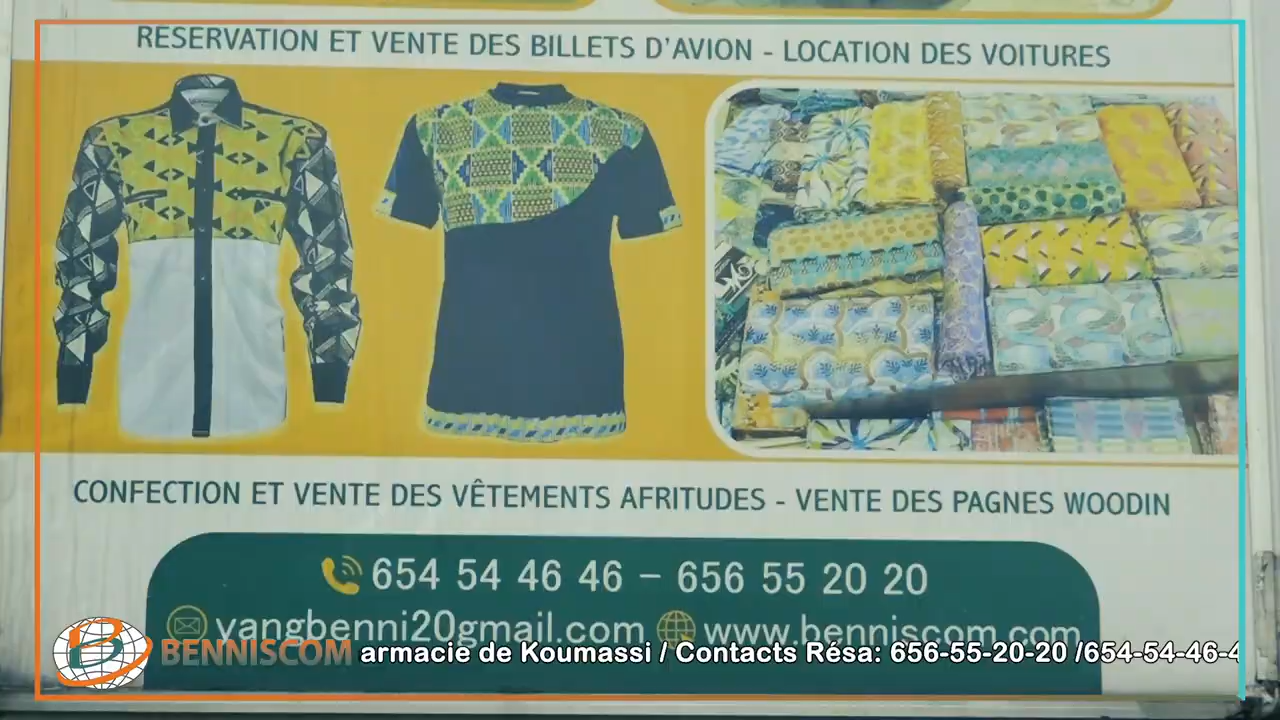 RESERVATION ET VENTE DES BILLETS D'AVION - LOCATION DES VOITURES
CONFECTION ET VENTE DES VÊTEMENTS AFRITUDES - VENTE DES PAGNES WOODIN
654 54 46 46 - 656 55 20 20
yangbenni20gmail.com www.benniscom.com
BENNISCOM armacie de Koumassi / Contacts Résa: 656-55-20-20 /654-54-46-4